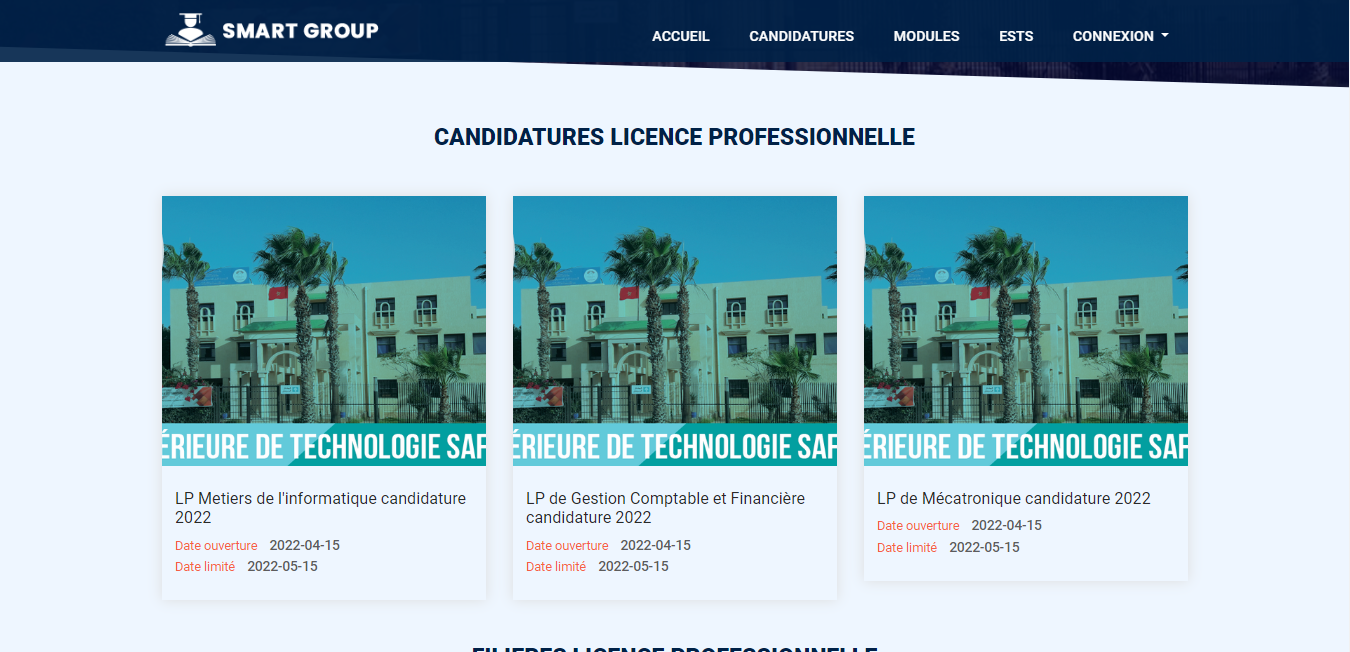 SMART GROUP
ACCUEIL CANDIDATURES MODULES ESTS CONNEXION
CANDIDATURES LICENCE PROFESSIONNELLE
ÉRIEURE DE TECHNOLOGIE SAF
ÉRIEURE DE TECHNOLOGIE SAF
ÉRIEURE DE TECHNOLOGIE SAF
LP Metiers de l'informatique candidature
2022
Date ouverture 2022-04-15
Date limité 2022-05-15
LP de Gestion Comptable et Financière
candidature 2022
Date ouverture 2022-04-15
Date limité 2022-05-15
LP de Mécatronique candidature 2022
Date ouverture 2022-04-15
Date limité 2022-05-15
FILIERES LICENCE PROFESSIONNELLE